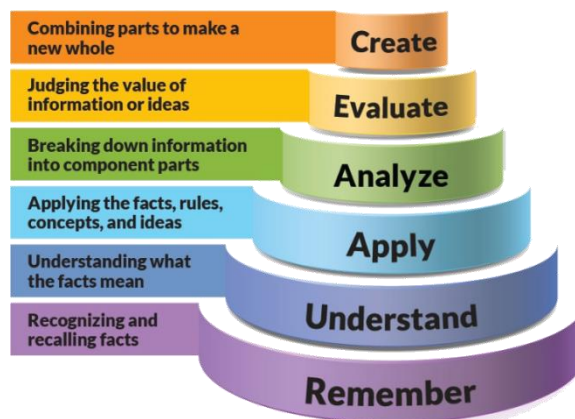 Combining parts to make a
new whole
Create
Judging the value of
information or ideas
Evaluate
Breaking down information
into component parts
Analyze
Applying the facts, rules,
concepts, and ideas
Apply
Understanding what
the facts mean
Understand
Recognizing and
recalling facts
Remember